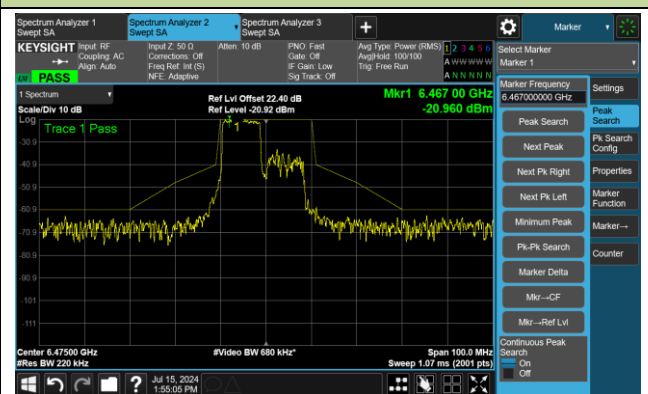 Spectrum Analyzer 1
Swept SA
Spectrum Analyzer 2
Swept SA
Spectrum Analyzer 3
Swept SA
+
Marker
KEYSIGHT
Input: RF
Coupling: AC
Align: Auto
Input Z: 50 Ω
Corrections: Off
Freq Ref: Int (S)
NFE: Adaptive
Atten: 10 dB
PNO: Fast
Gate: Off
IF Gain: Low
Sig Track: Off
Avg Type: Power (RMS)
Avg|Hold: 100/100
Trig: Free Run
1 2 3 4 5 6
A W W W W W
A N N N N N
PASS
Select Marker
Marker 1
1 Spectrum
Scale/Div 10 dB
Log
Ref Lvl Offset 22.40 dB
Ref Level -20.92 dBm
Mkr1 6.467 00 GHz
-20.960 dBm
Trace 1 Pass
1
-30.9
-40.9
-50.9
-60.9
-70.9
-80.9
-90.9
-101
-111
Center 6.47500 GHz
#Res BW 220 kHz
#Video BW 680 kHz*
Span 100.0 MHz
Sweep 1.07 ms (2001 pts)
Marker Frequency
6.467000000 GHz
Peak Search
Next Peak
Next Pk Right
Next Pk Left
Minimum Peak
Pk-Pk Search
Marker Delta
Mkr→CF
Mkr→Ref Lvl
Continuous Peak
Search
On
Off
Settings
Peak
Search
Pk Search
Config
Properties
Marker
Function
Marker→
Counter
?
Jul 15, 2024
1:55:05 PM